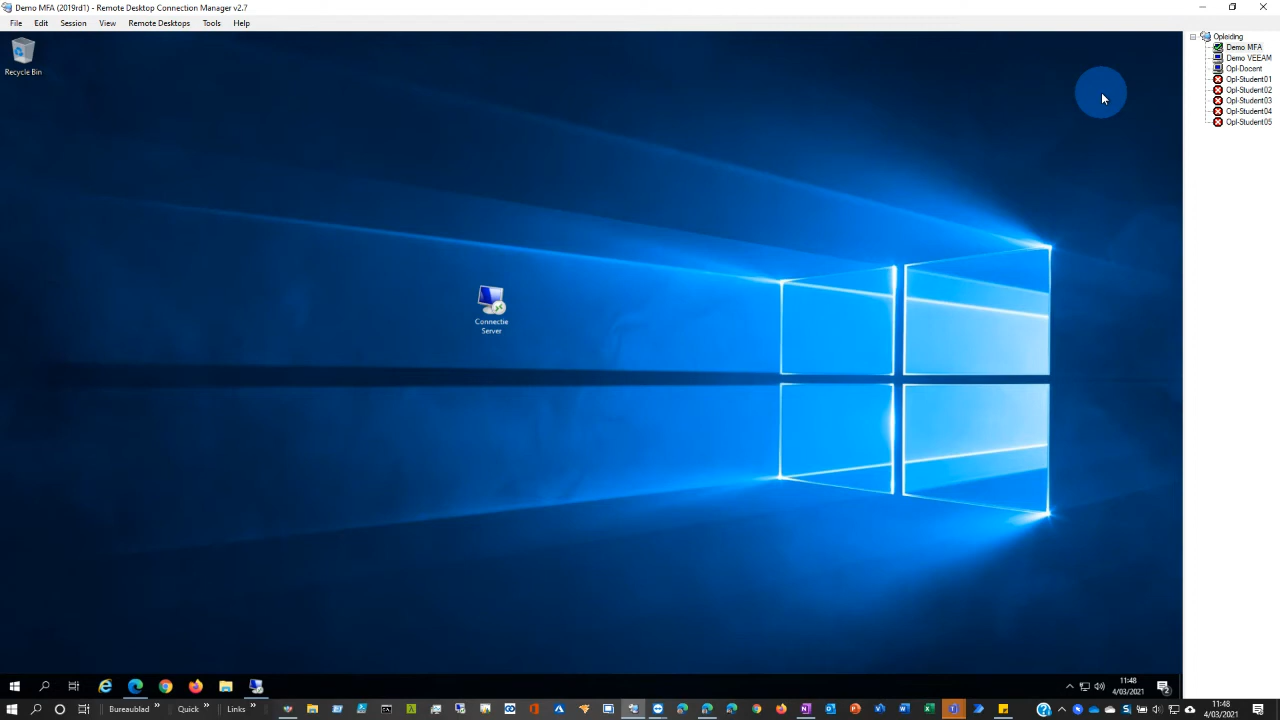 Demo MFA (2019rd1) - Remote Desktop Connection Manager v2.7
File Edit Session View Remote Desktops Tools Help
Recycle Bin
Opleiding
Demo MFA
Demo VEEAM
Opl-Docent
Opl-Student01
Opl-Student02
Opl-Student03
Opl-Student04
Opl-Student05
Connectie
Server
11:48
4/03/2021
2
Bureaublad » Quick » Links »
11:48
4/03/2021